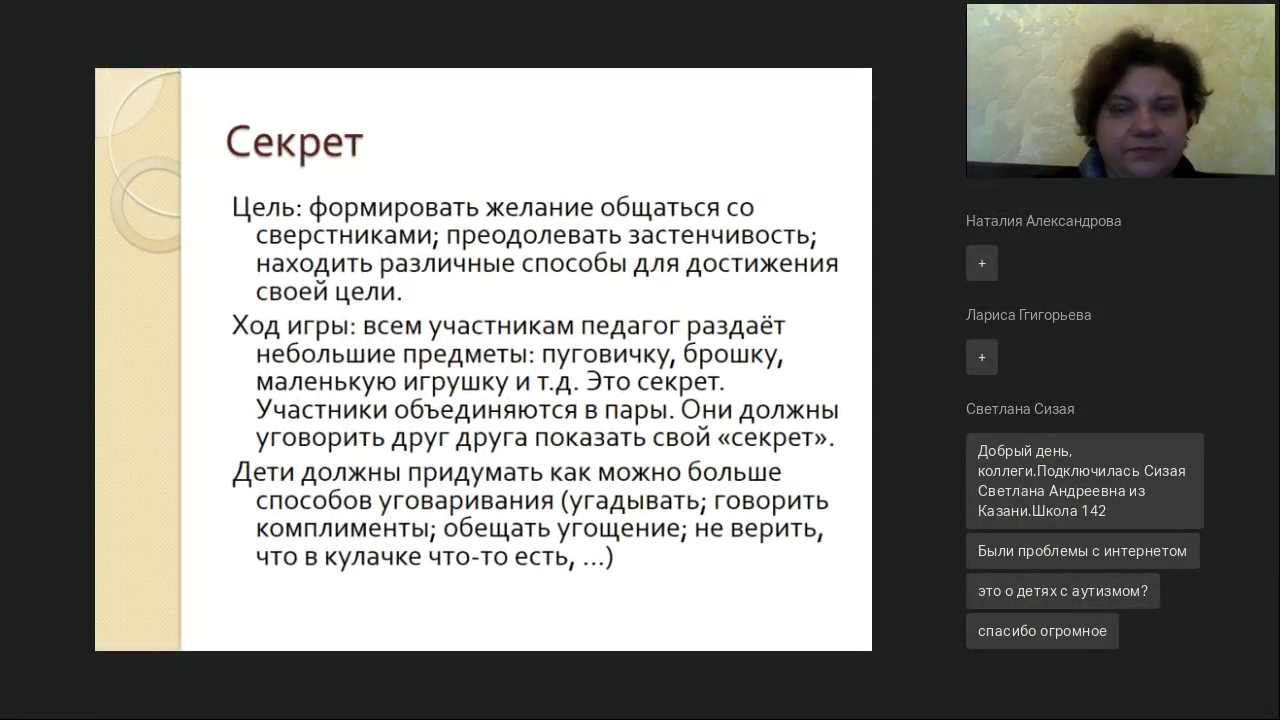 Секрет
Цель: формировать желание общаться со
сверстниками; преодолевать застенчивость;
находить различные способы для достижения
своей цели.
Ход игры: всем участникам педагог раздаёт
небольшие предметы: пуговичку, брошку,
маленькую игрушку и т.д. Это секрет.
Участники объединяются в пары. Они должны
уговорить друг друга показать свой «секрет».
Дети должны придумать как можно больше
способов уговаривания (угадывать; говорить
комплименты; обещать угощение; не верить,
что в кулачке что-то есть, ...)
Наталия Александрова
+
Лариса Ггигорьева
+
Светлана Сизая
Добрый день,
коллеги.Подключилась Сизая
Светлана Андреевна из
Казани.Школа 142
Были проблемы с интернетом
это о детях с аутизмом?
спасибо огромное